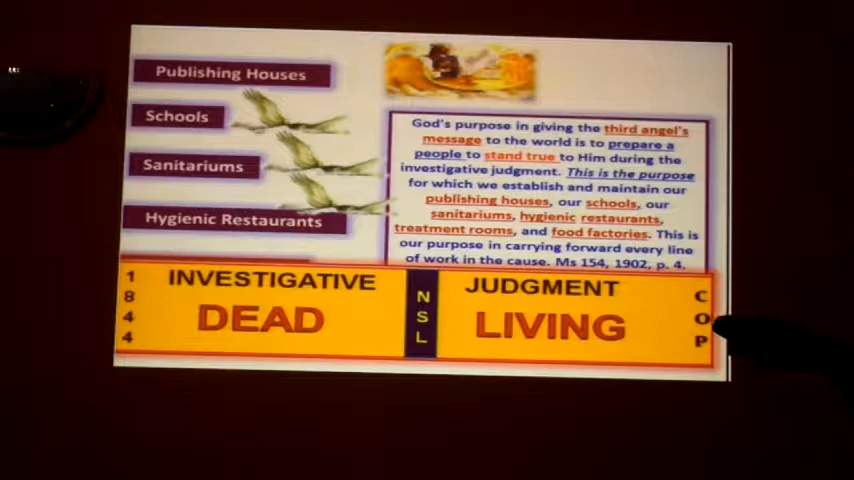 Publishing Houses
Schools
Sanitariums
Hygienic Restaurants
God's purpose in giving the third angel's
message to the world is to prepare a
people to stand true to Him during the
investigative judgment. This is the purpose
for which we establish and maintain our
publishing houses, our schools, our
sanitariums, hygienic restaurants,
treatment rooms, and food factories. This is
our purpose in carrying forward every line
of work in the cause. Ms 154, 1902, p. 4.
1844
INVESTIGATIVE
DEAD
NSL
JUDGMENT
LIVING
COP